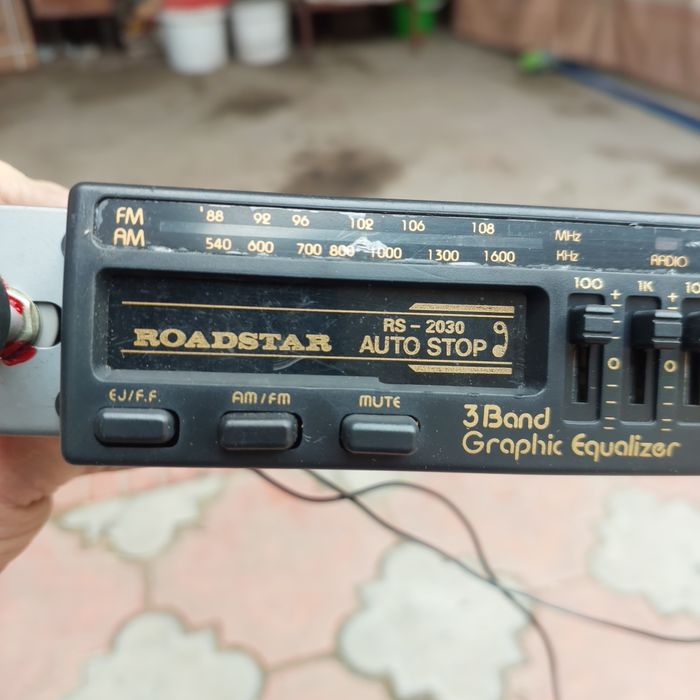 FM 88 92 96 102 106 108 MHz
AM 540 600 700 800 1000 1300 1600 KHz RADIO
100 1K 10
+ +
ROADSTAR RS - 2030
AUTO STOP
0 0
EJ/F.F. AM/FM MUTE
3 Band
Graphic Equalizer